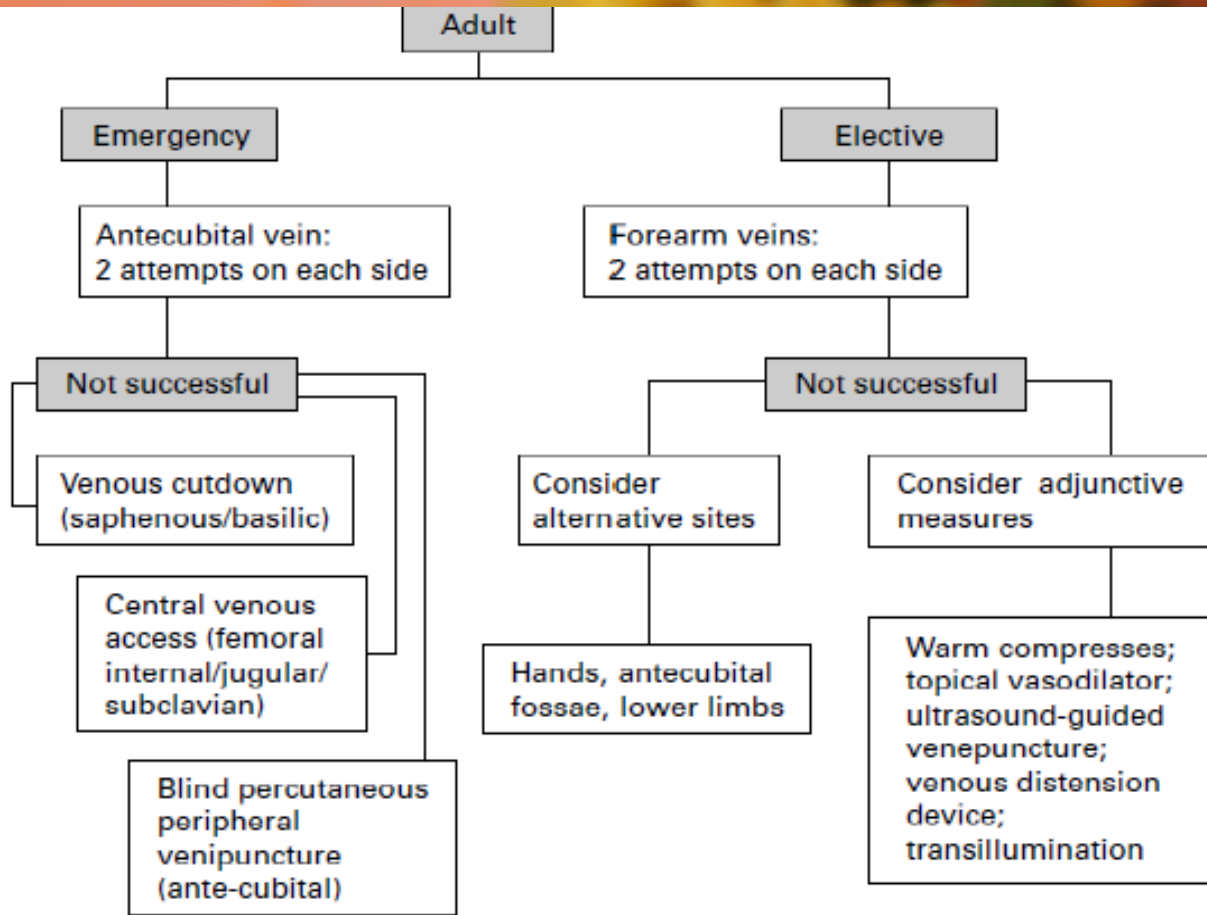 Adult
Emergency
Elective
Antecubital vein:
2 attempts on each side
Forearm veins:
2 attempts on each side
Not successful
Not successful
Venous cutdown
(saphenous/basilic)
Consider
alternative sites
Consider adjunctive
measures
Central venous
access (femoral
internal/jugular/
subclavian)
Hands, antecubital
fossae, lower limbs
Warm compresses;
topical vasodilator;
ultrasound-guided
venepuncture;
venous distension
device;
transillumination
Blind percutaneous
peripheral
venipuncture
(ante-cubital)